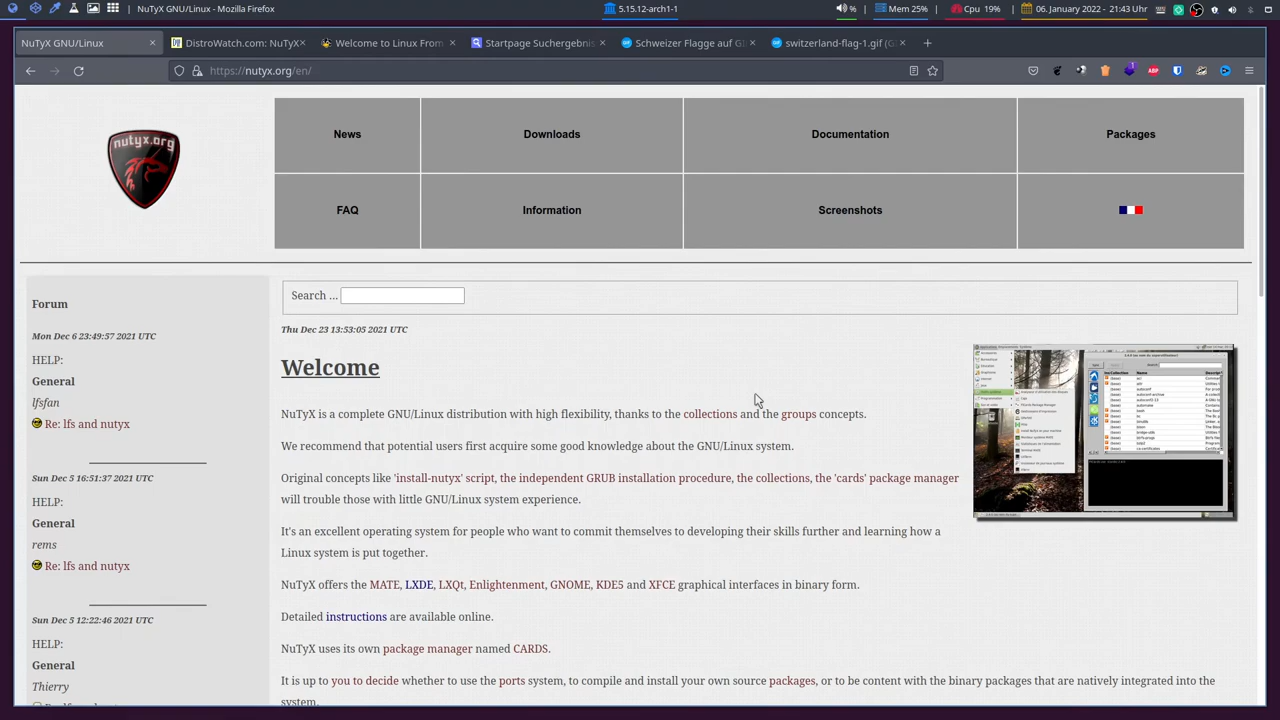 NuTyX GNU/Linux - Mozilla Firefox
5.15.12-arch1-1
%
Mem 25%
Cpu 19%
06. January 2022 - 21:43 Uhr
NuTyX GNU/Linux
DistroWatch.com: NuTyX
Welcome to Linux From
Startpage Suchergebnis
Schweizer Flagge auf GI
switzerland-flag-1.gif (GI
https://nutyx.org/en/
ABP
nutyx.org
News
Downloads
Documentation
Packages
FAQ
Information
Screenshots
Forum
Mon Dec 6 23:49:57 2021 UTC
HELP:
General
lfsfan
Re: lfs and nutyx
Sun Dec 5 16:51:37 2021 UTC
HELP:
General
rems
Re: lfs and nutyx
Sun Dec 5 12:22:46 2021 UTC
HELP:
General
Thierry
Search ...
Thu Dec 23 13:53:05 2021 UTC
Welcome
NuTyX is a complete GNU/Linux distribution with high flexibility, thanks to the collections and the groups concepts.
We recommend that potential users first acquire some good knowledge about the GNU/Linux system.
Original concepts like 'install-nutyx' script, the independent GRUB installation procedure, the collections, the 'cards' package manager
will trouble those with little GNU/Linux system experience.
It's an excellent operating system for people who want to commit themselves to developing their skills further and learning how a
Linux system is put together.
NuTyX offers the MATE, LXDE, LXQt, Enlightenment, GNOME, KDE5 and XFCE graphical interfaces in binary form.
Detailed instructions are available online.
NuTyX uses its own package manager named CARDS.
It is up to you to decide whether to use the ports system, to compile and install your own source packages, or to be content with the binary packages that are natively integrated into the
system.